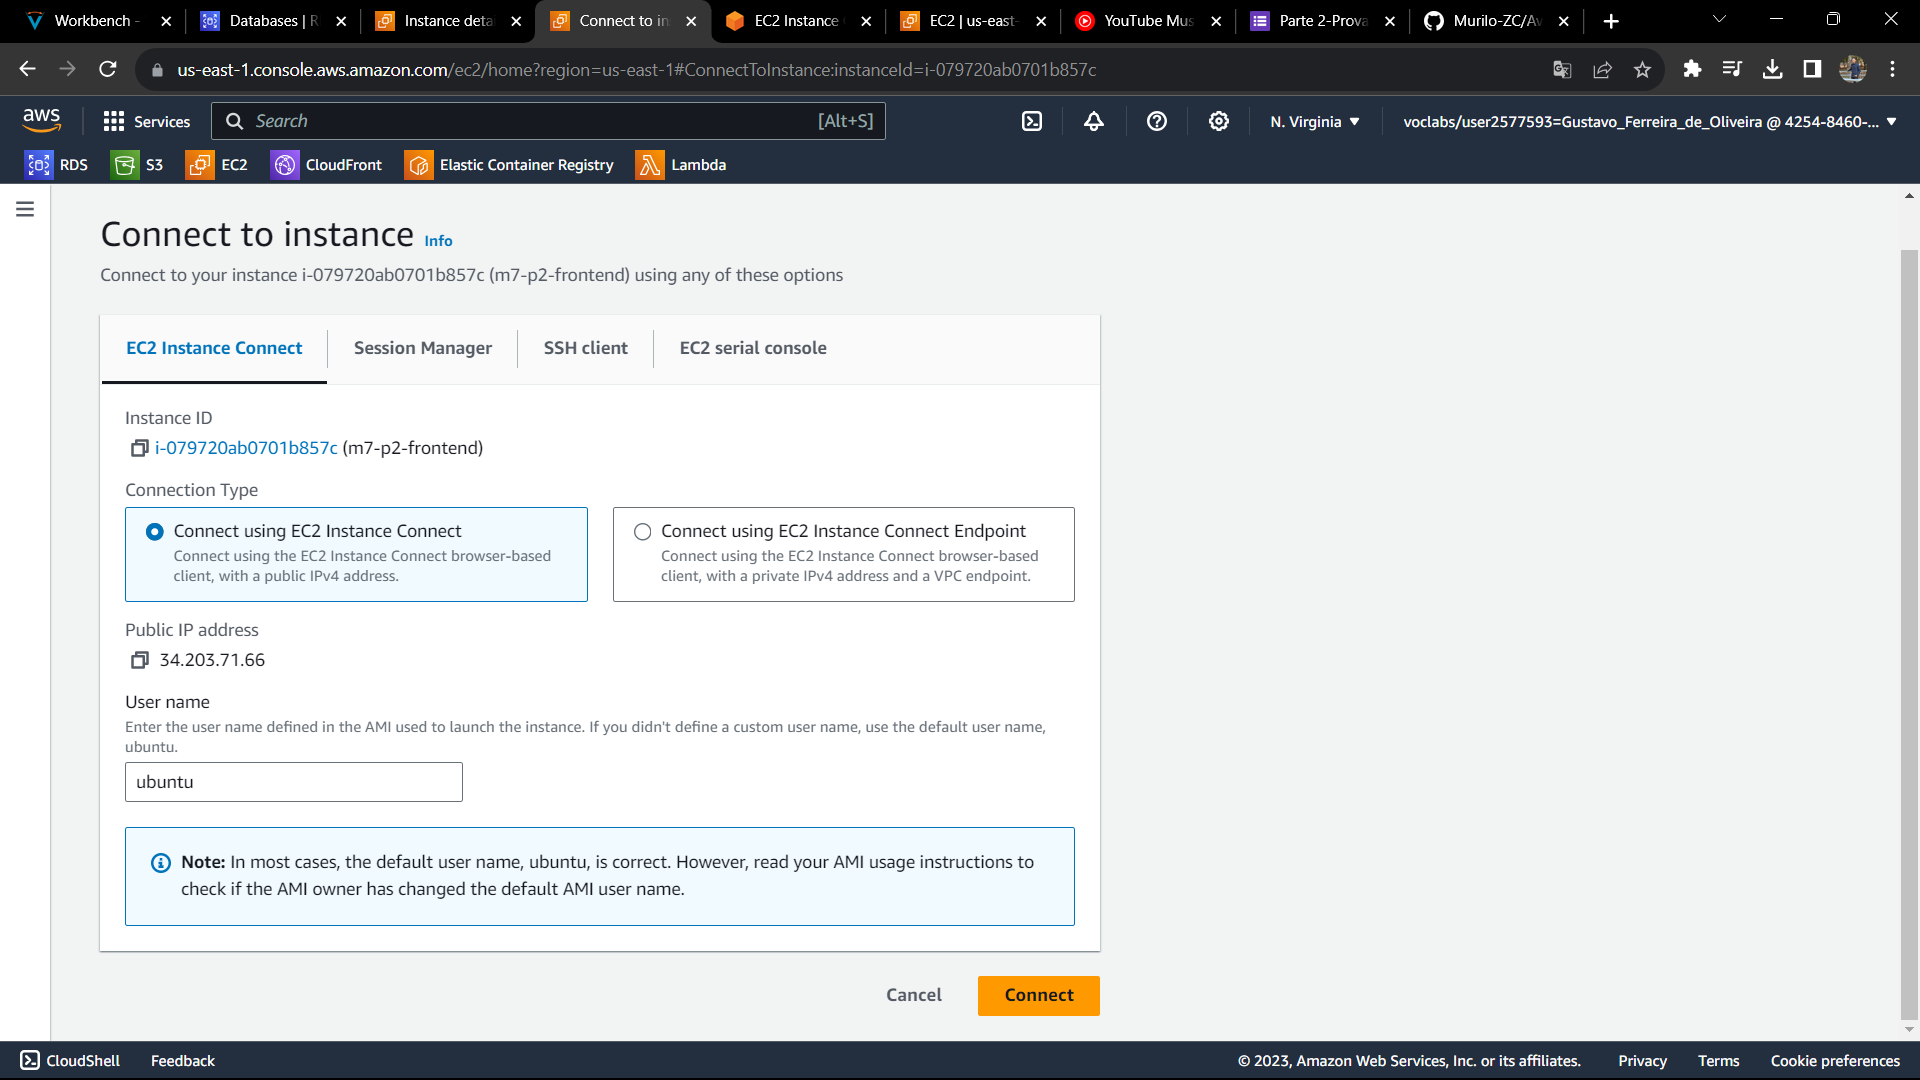 Workbench -
Databases | R
Instance deta
Connect to in
EC2 Instance
EC2 | us-east-
YouTube Mus
Parte 2-Prova
Murilo-ZC/Av
us-east-1.console.aws.amazon.com/ec2/home?region=us-east-1#ConnectToInstance:instanceId=i-079720ab0701b857c
aws
Services
Search
[Alt+S]
N. Virginia
voclabs/user2577593=Gustavo_Ferreira_de_Oliveira @ 4254-8460-...
RDS
S3
EC2
CloudFront
Elastic Container Registry
Lambda
Connect to instance Info
Connect to your instance i-079720ab0701b857c (m7-p2-frontend) using any of these options
EC2 Instance Connect
Session Manager
SSH client
EC2 serial console
Instance ID
i-079720ab0701b857c (m7-p2-frontend)
Connection Type
Connect using EC2 Instance Connect
Connect using the EC2 Instance Connect browser-based
client, with a public IPv4 address.
Connect using EC2 Instance Connect Endpoint
Connect using the EC2 Instance Connect browser-based
client, with a private IPv4 address and a VPC endpoint.
Public IP address
34.203.71.66
User name
Enter the user name defined in the AMI used to launch the instance. If you didn't define a custom user name, use the default user name,
ubuntu.
ubuntu
Note: In most cases, the default user name, ubuntu, is correct. However, read your AMI usage instructions to
check if the AMI owner has changed the default AMI user name.
Cancel
Connect
CloudShell
Feedback
© 2023, Amazon Web Services, Inc. or its affiliates.
Privacy
Terms
Cookie preferences